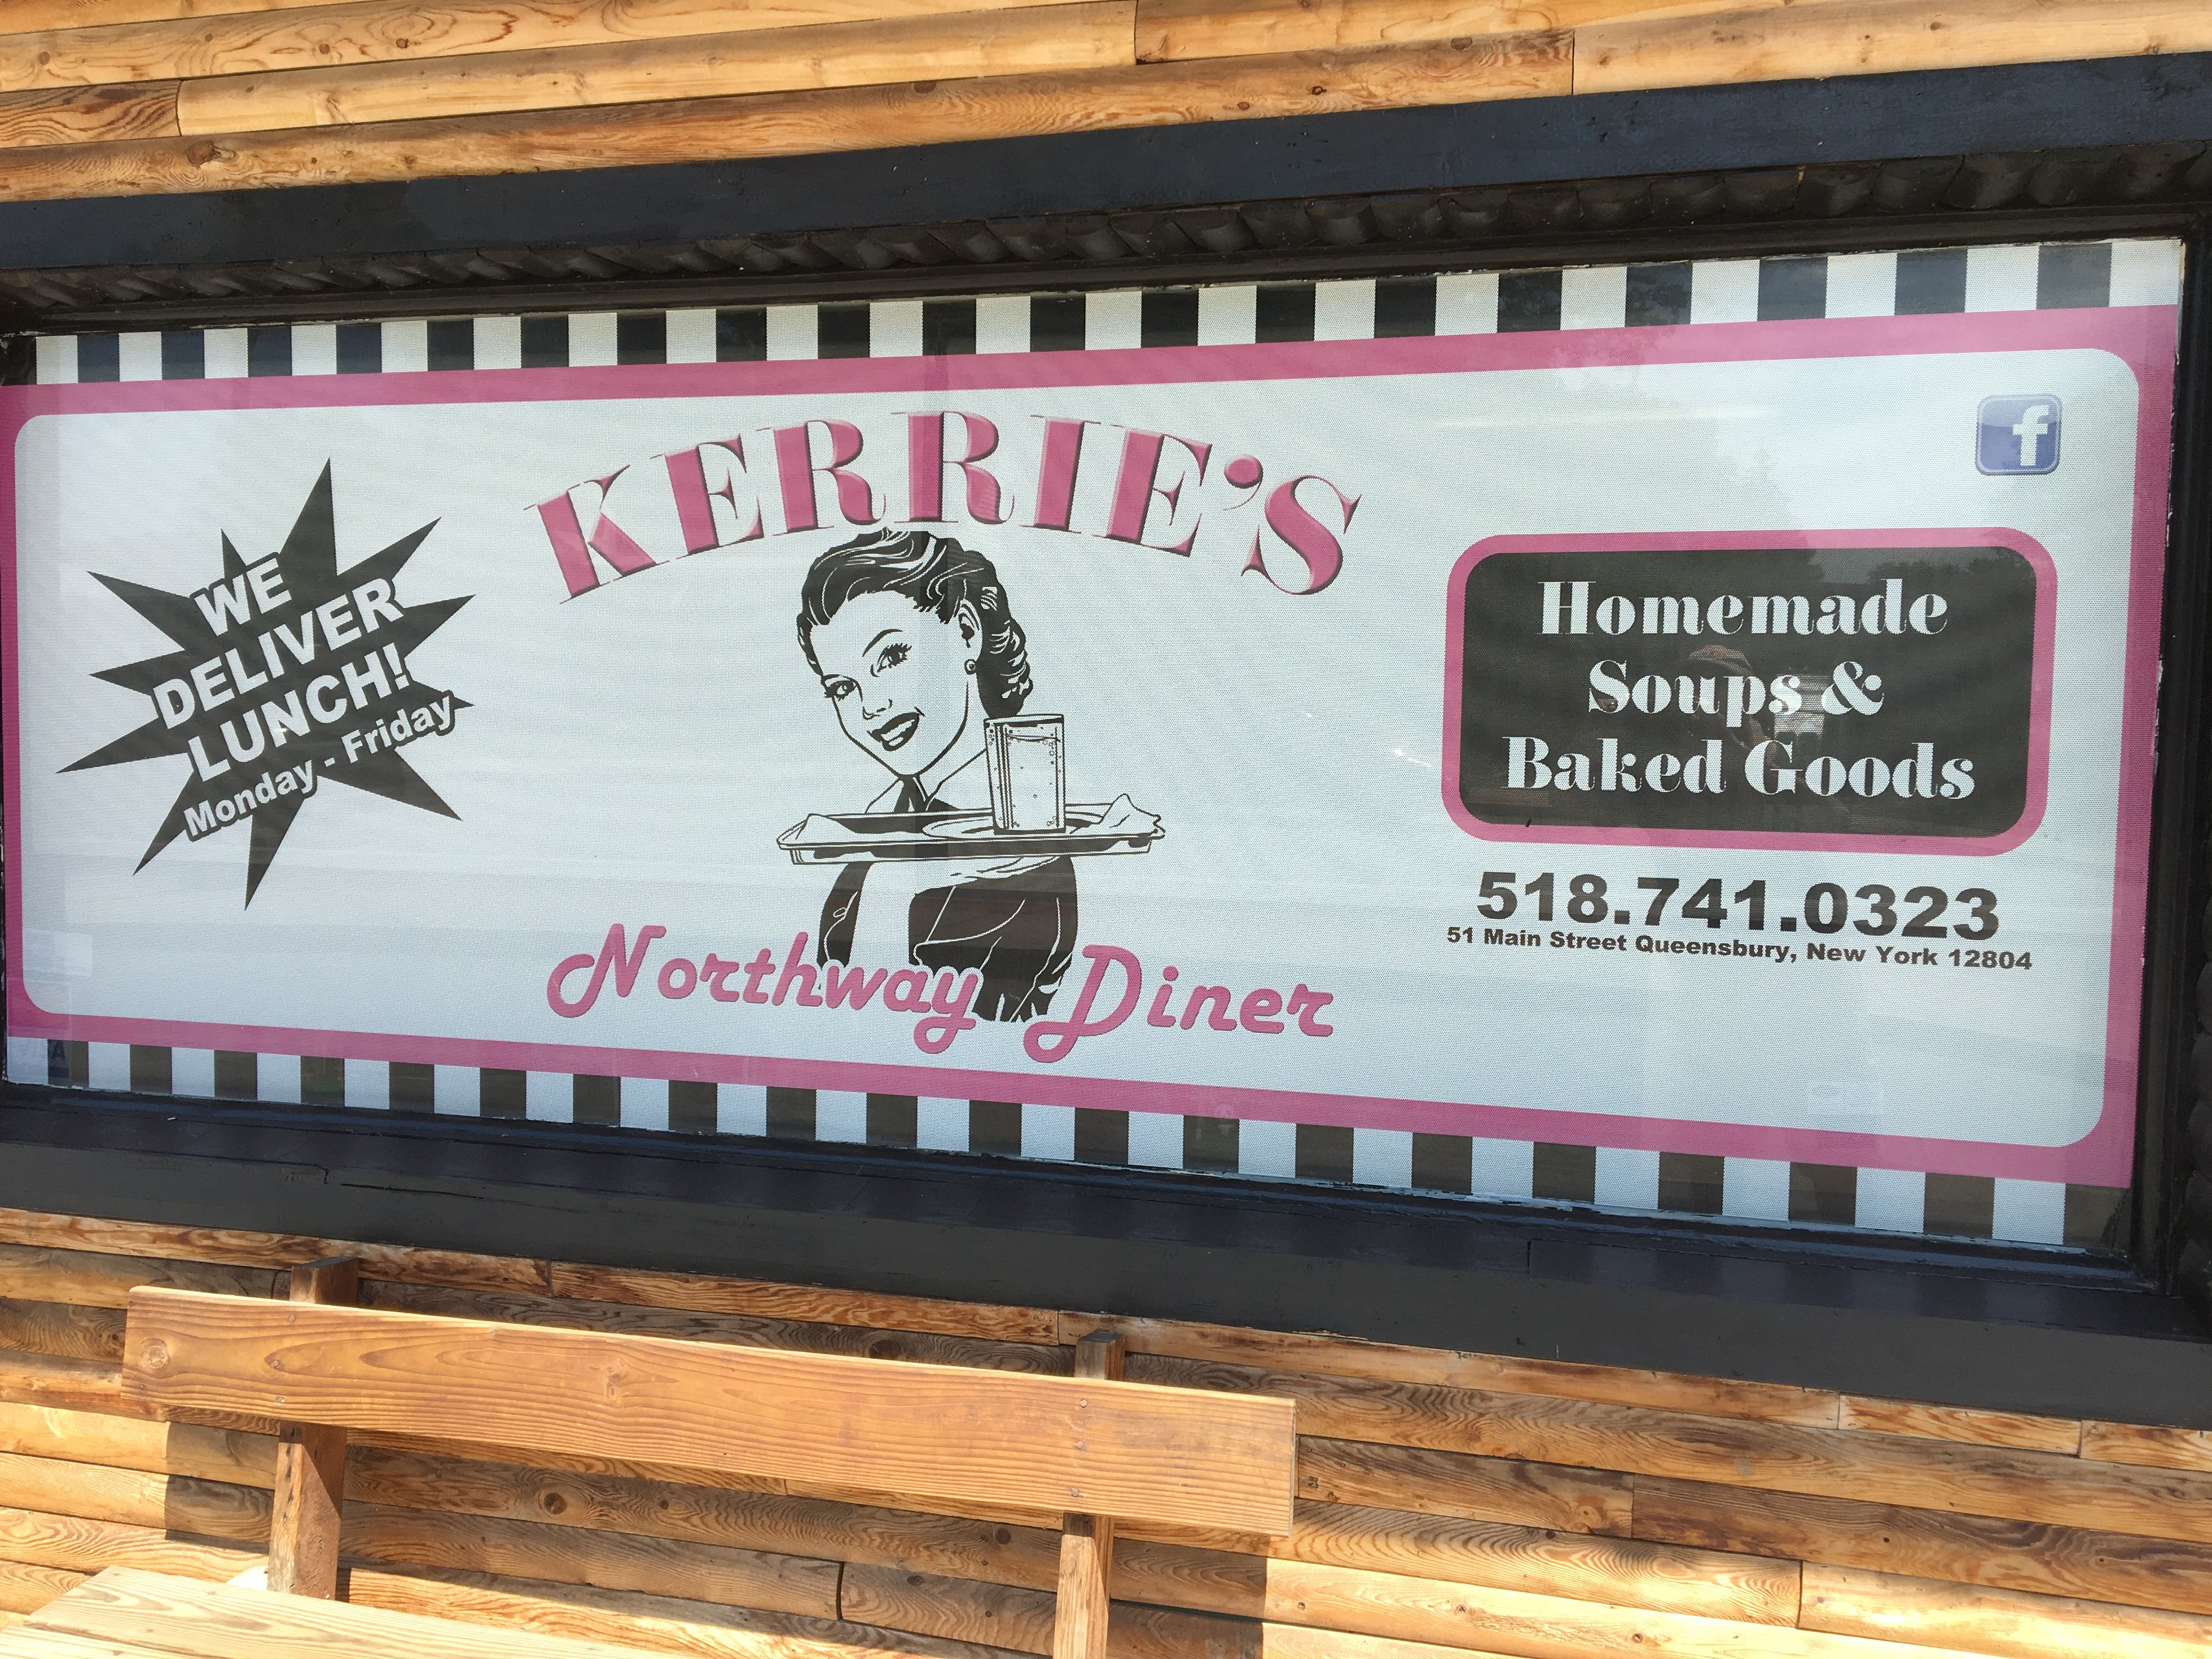 KERRIE'S
Northway Diner
WE
DELIVER
LUNCH!
Monday - Friday
f
Homemade
Soups &
Baked Goods
518.741.0323
51 Main Street Queensbury, New York 12804